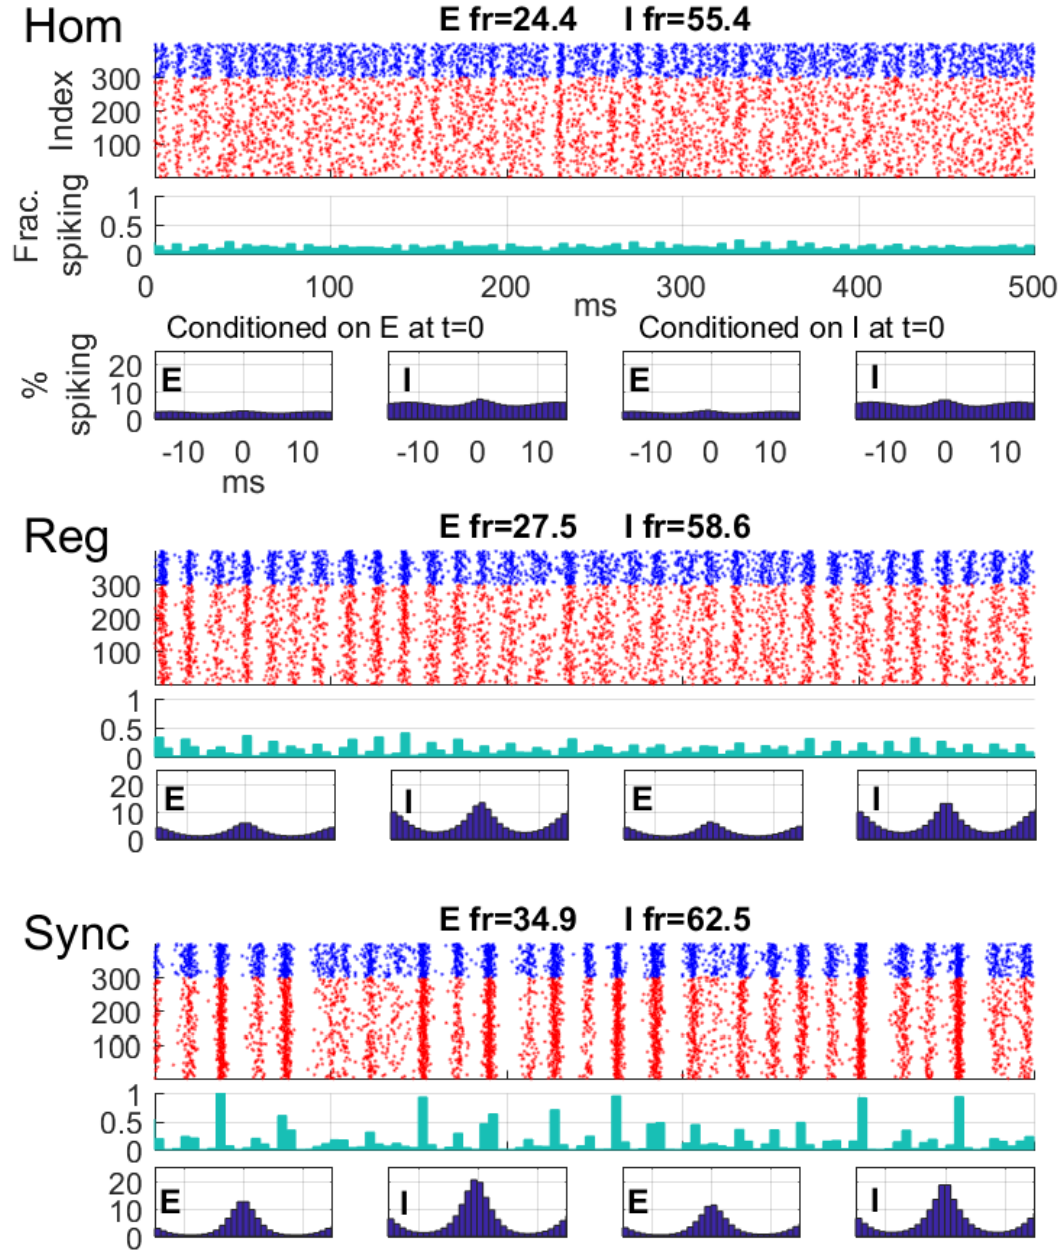 Hom
E fr=24.4 I fr=55.4
Index
300
200
100
Frac.
spiking
1
0.5
0
0 100 200 300 400 500
ms
Conditioned on E at t=0 Conditioned on I at t=0
%
spiking
20
10
0
E I E I
-10 0 10 -10 0 10 -10 0 10 -10 0 10
ms
Reg
E fr=27.5 I fr=58.6
300
200
100
1
0.5
0
20
10
0
E I E I
Sync
E fr=34.9 I fr=62.5
300
200
100
1
0.5
0
20
10
0
E I E I